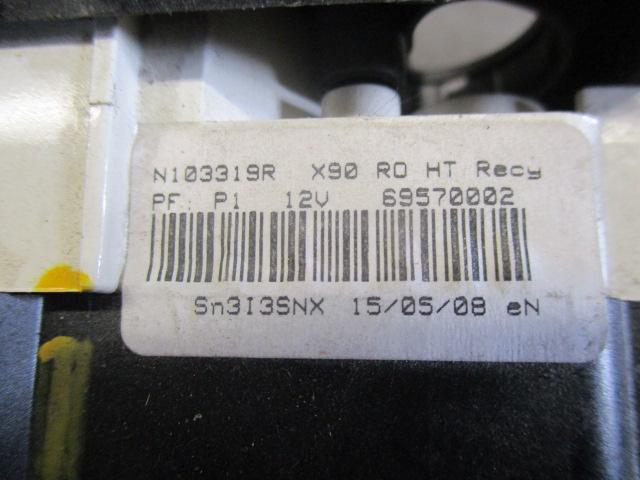 N103319R X90 RO HT Recy
PF: P1 12V 69570002
Sn3I3SNX 15/05/08 eN